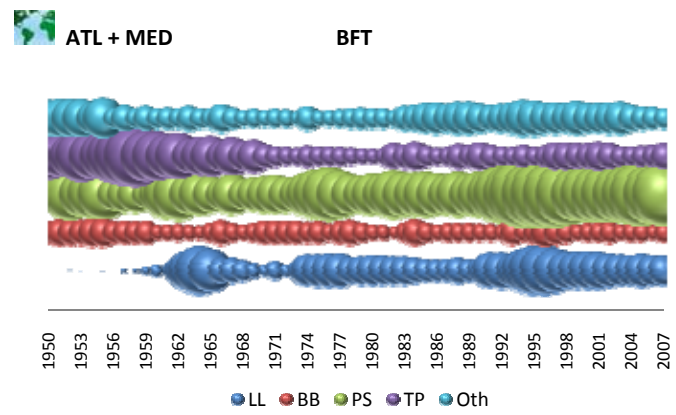 ATL + MED BFT
1950 1953 1956 1959 1962 1965 1968 1971 1974 1977 1980 1983 1986 1989 1992 1995 1998 2001 2004 2007
LL BB PS TP Oth